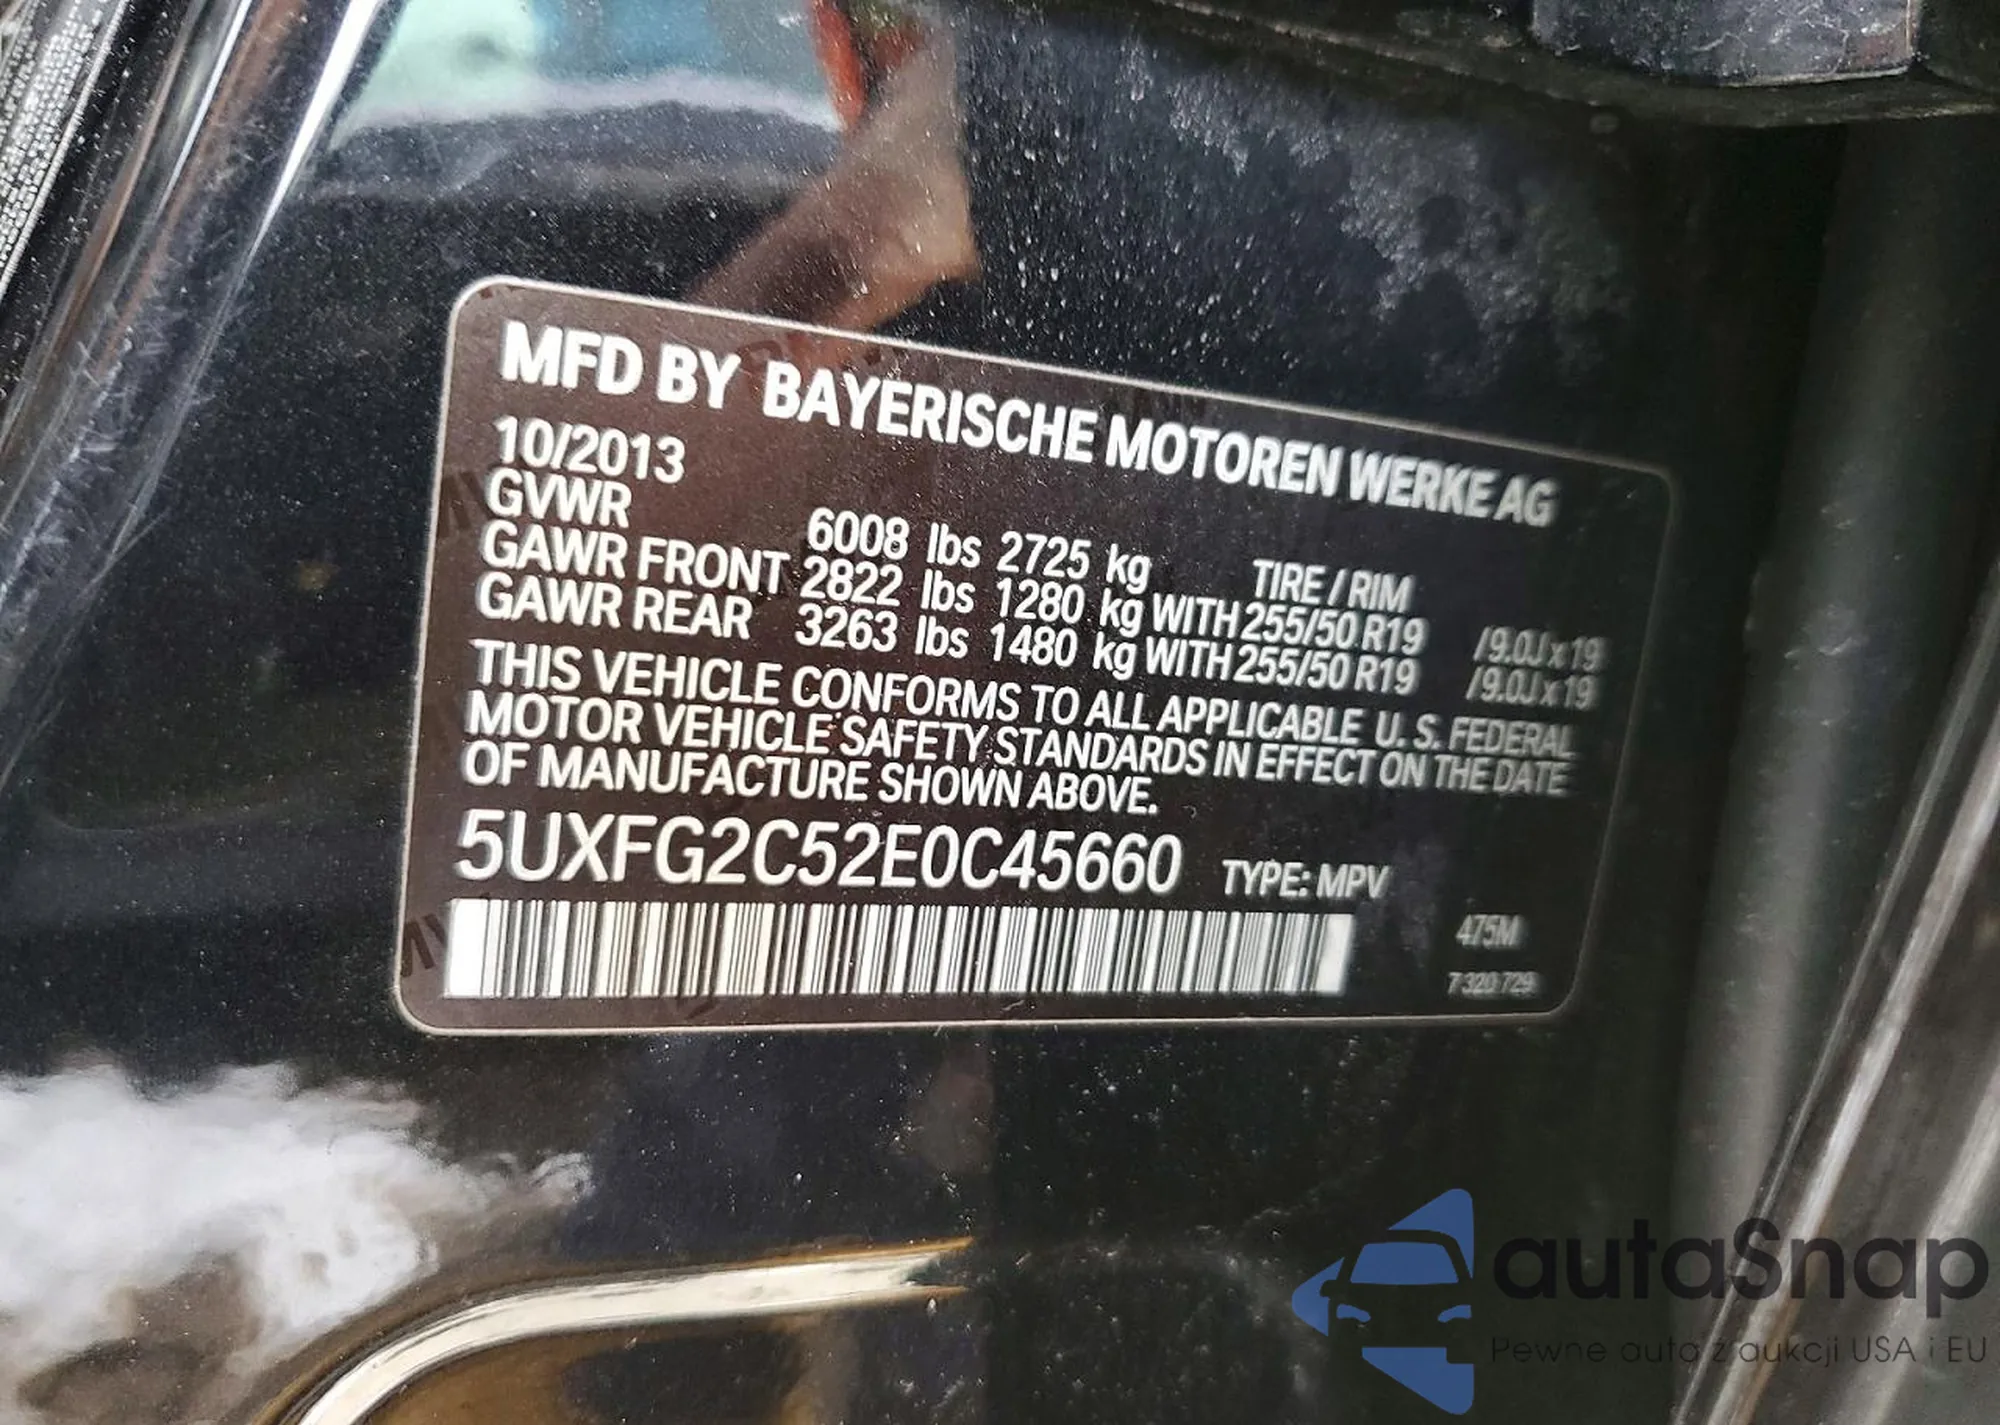 MFD BY BAYERISCHE MOTOREN WERKE AG
10/2013
GVWR 6008 lbs 2725 kg TIRE / RIM
GAWR FRONT 2822 lbs 1280 kg WITH 255/50 R19 /9.0J x 19
GAWR REAR 3263 lbs 1480 kg WITH 255/50 R19 /9.0J x 19
THIS VEHICLE CONFORMS TO ALL APPLICABLE U.S. FEDERAL
MOTOR VEHICLE SAFETY STANDARDS IN EFFECT ON THE DATE
OF MANUFACTURE SHOWN ABOVE.
5UXFG2C52E0C45660 TYPE: MPV
475M
7 320 729
autaSnap
Pewne auta z aukcji USA i EU